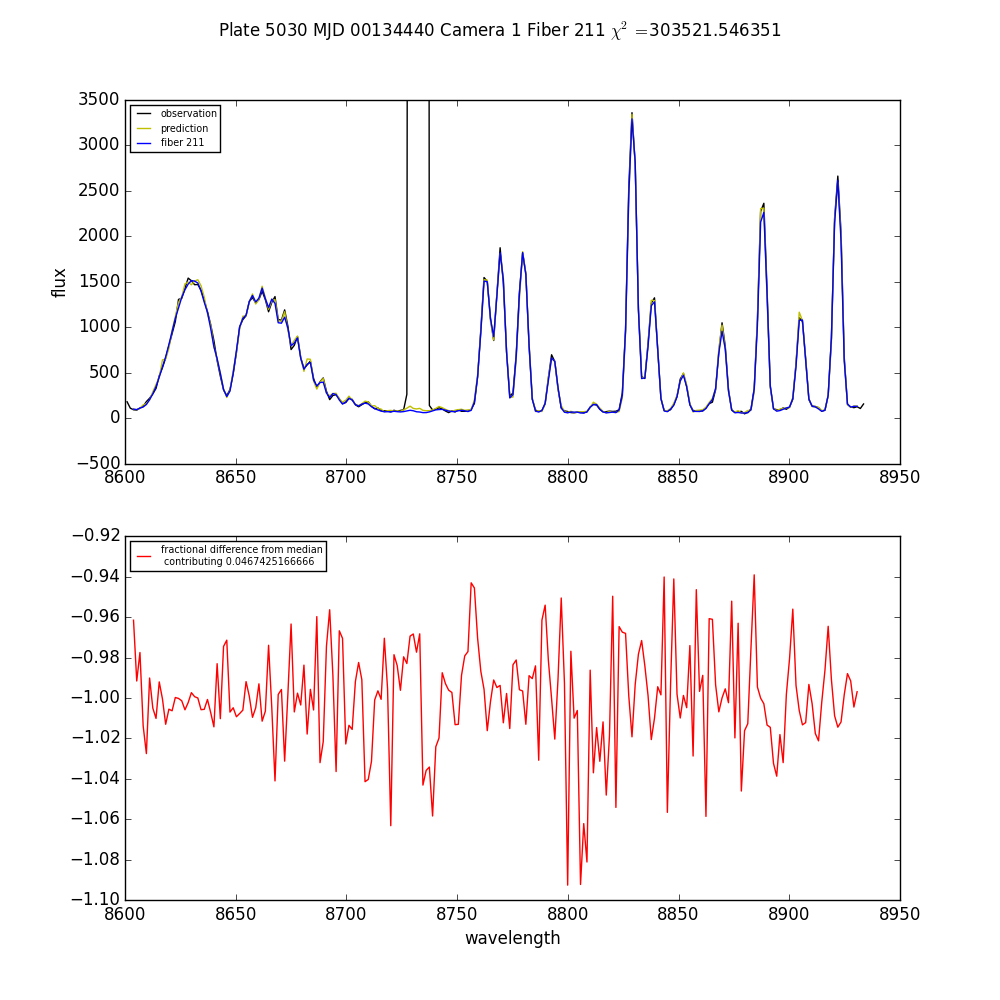 Plate 5030 MJD 00134440 Camera 1 Fiber 211 χ² =303521.546351
3500
3000
2500
2000
1500
1000
500
0
−500
flux
observation
prediction
fiber 211
8600 8650 8700 8750 8800 8850 8900 8950
−0.92
−0.94
−0.96
−0.98
−1.00
−1.02
−1.04
−1.06
−1.08
−1.10
fractional difference from median
contributing 0.0467425166666
8600 8650 8700 8750 8800 8850 8900 8950
wavelength